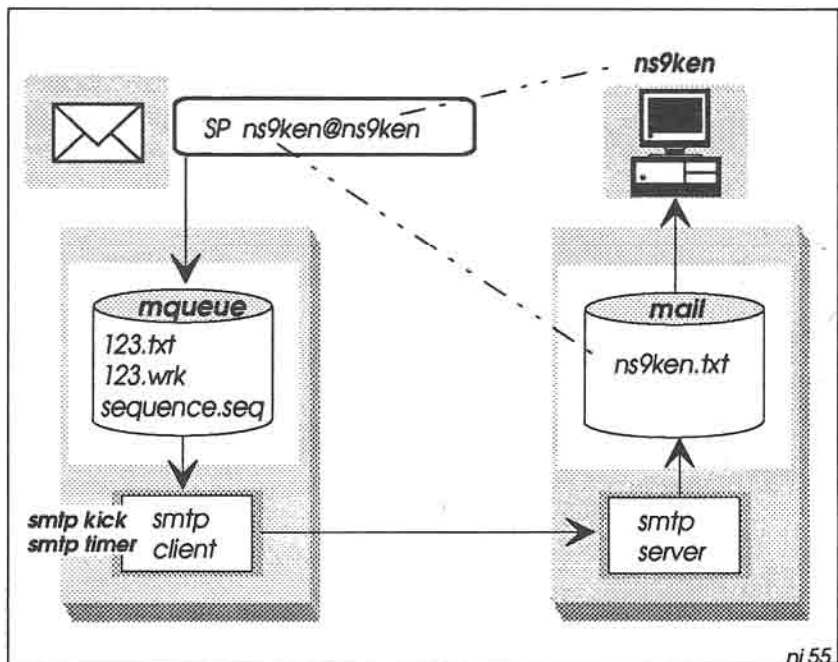 ns9ken
SP ns9ken@ns9ken
mqueue
123.txt
123.wrk
sequence.seq
mail
ns9ken.txt
smtp kick
smtp timer
smtp
client
smtp
server
ni 55